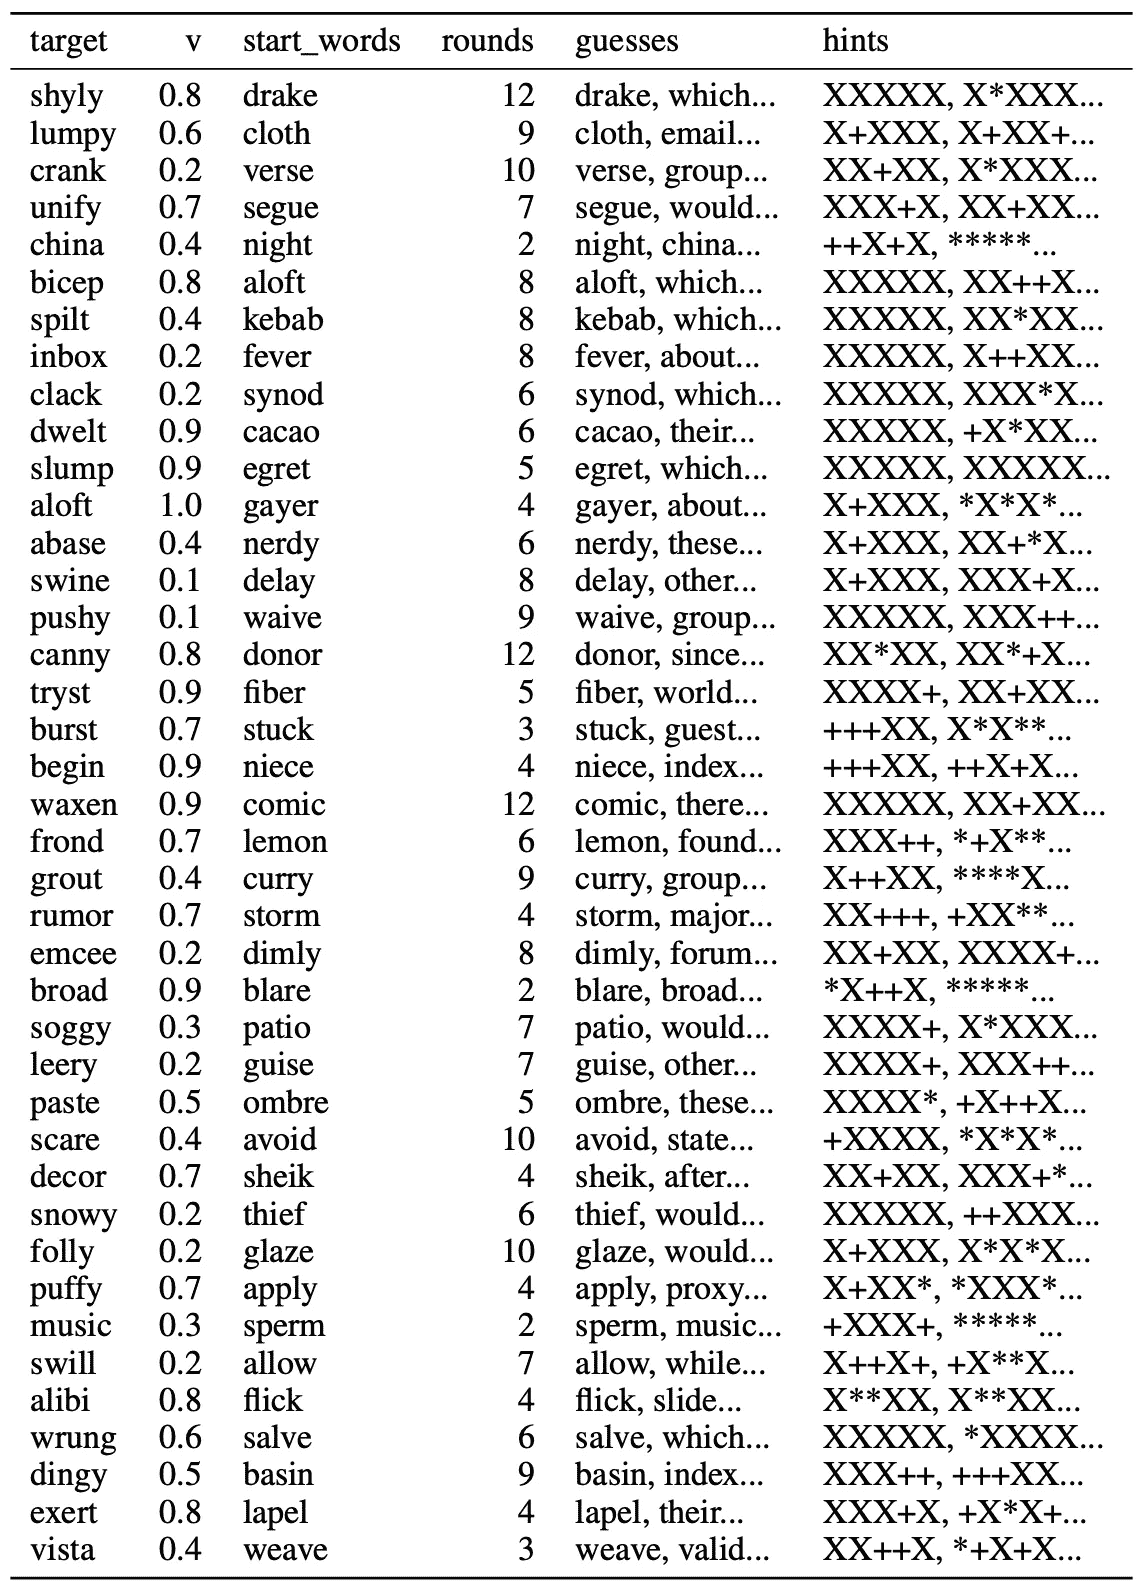 target v start_words rounds guesses hints
shyly 0.8 drake 12 drake, which... XXXXX, X*XXX...
lumpy 0.6 cloth 9 cloth, email... X+XXX, X+XX+...
crank 0.2 verse 10 verse, group... XX+XX, X*XXX...
unify 0.7 segue 7 segue, would... XXX+X, XX+XX...
china 0.4 night 2 night, china... ++X+X, *****...
bicep 0.8 aloft 8 aloft, which... XXXXX, XX++X...
spilt 0.4 kebab 8 kebab, which... XXXXX, XX*XX...
inbox 0.2 fever 8 fever, about... XXXXX, X++XX...
clack 0.2 synod 6 synod, which... XXXXX, XXX*X...
dwelt 0.9 cacao 6 cacao, their... XXXXX, +X*XX...
slump 0.9 egret 5 egret, which... XXXXX, XXXXX...
aloft 1.0 gayer 4 gayer, about... X+XXX, *X*X*...
abase 0.4 nerdy 6 nerdy, these... X+XXX, XX+*X...
swine 0.1 delay 8 delay, other... X+XXX, XXX+X...
pushy 0.1 waive 9 waive, group... XXXXX, XXX++...
canny 0.8 donor 12 donor, since... XX*XX, XX*+X...
tryst 0.9 fiber 5 fiber, world... XXXX+, XX+XX...
burst 0.7 stuck 3 stuck, guest... +++XX, X*X**...
begin 0.9 niece 4 niece, index... +++XX, ++X+X...
waxen 0.9 comic 12 comic, there... XXXXX, XX+XX...
frond 0.7 lemon 6 lemon, found... XXX++, *+X**...
grout 0.4 curry 9 curry, group... X++XX, ****X...
rumor 0.7 storm 4 storm, major... XX+++, +XX**...
emcee 0.2 dimly 8 dimly, forum... XX+XX, XXXX+...
broad 0.9 blare 2 blare, broad... *X++X, *****...
soggy 0.3 patio 7 patio, would... XXXX+, X*XXX...
leery 0.2 guise 7 guise, other... XXXX+, XXX++...
paste 0.5 ombre 5 ombre, these... XXXX*, +X++X...
scare 0.4 avoid 10 avoid, state... +XXXX, *X*X*...
decor 0.7 sheik 4 sheik, after... XX+XX, XXX+*...
snowy 0.2 thief 6 thief, would... XXXXX, ++XXX...
folly 0.2 glaze 10 glaze, would... X+XXX, X*X*X...
puffy 0.7 apply 4 apply, proxy... X+XX*, *XXX*...
music 0.3 sperm 2 sperm, music... +XXX+, *****...
swill 0.2 allow 7 allow, while... X++X+, +X**X...
alibi 0.8 flick 4 flick, slide... X**XX, X**XX...
wrung 0.6 salve 6 salve, which... XXXXX, *XXXX...
dingy 0.5 basin 9 basin, index... XXX++, +++XX...
exert 0.8 lapel 4 lapel, their... XXX+X, +X*X+...
vista 0.4 weave 3 weave, valid... XX++X, *+X+X...